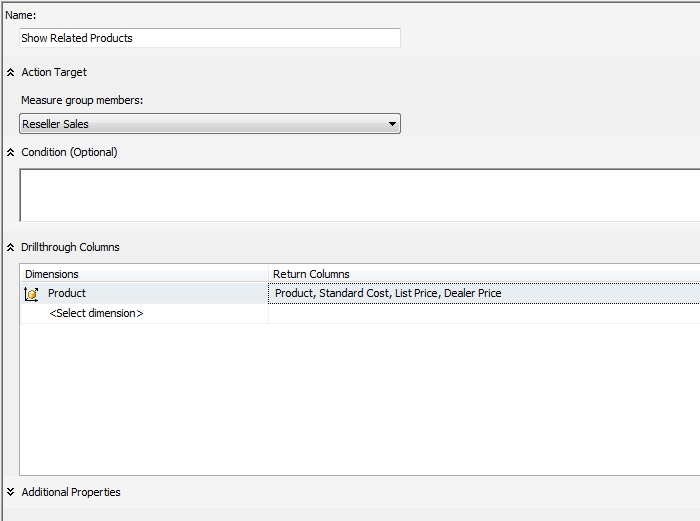 Name:
Show Related Products
Action Target
Measure group members:
Reseller Sales
Condition (Optional)
Drillthrough Columns
Dimensions Return Columns
Product Product, Standard Cost, List Price, Dealer Price
<Select dimension>
Additional Properties